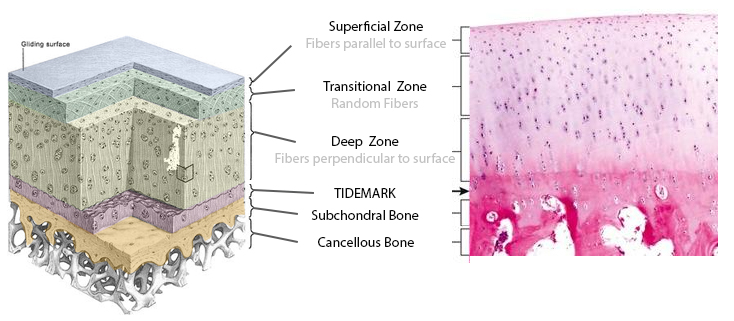 Gliding surface
Superficial Zone
Fibers parallel to surface
Transitional Zone
Random Fibers
Deep Zone
Fibers perpendicular to surface
TIDEMARK
Subchondral Bone
Cancellous Bone